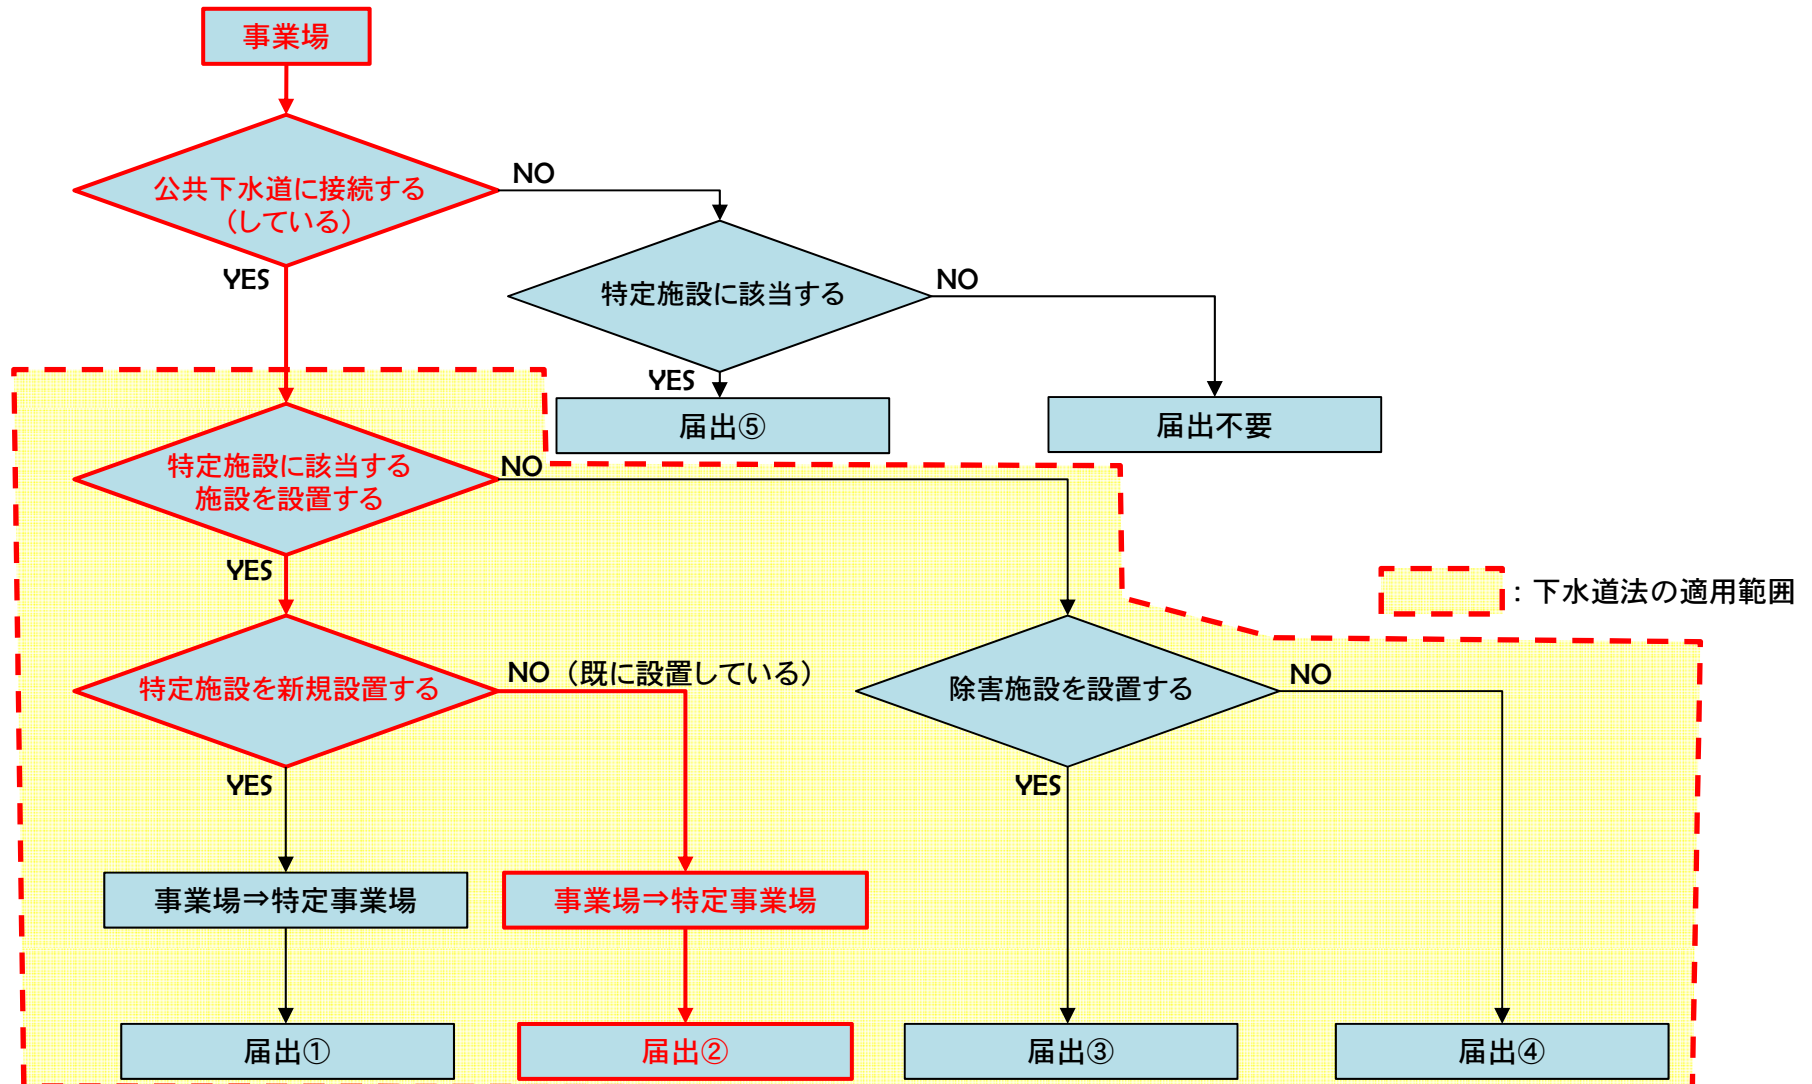 事業場
公共下水道に接続する
(している)
NO
YES
特定施設に該当する
NO
YES
届出⑤
届出不要
特定施設に該当する
施設を設置する
NO
YES
:下水道法の適用範囲
特定施設を新規設置する
NO (既に設置している)
YES
除害施設を設置する
NO
YES
事業場⇒特定事業場
事業場⇒特定事業場
届出①
届出②
届出③
届出④